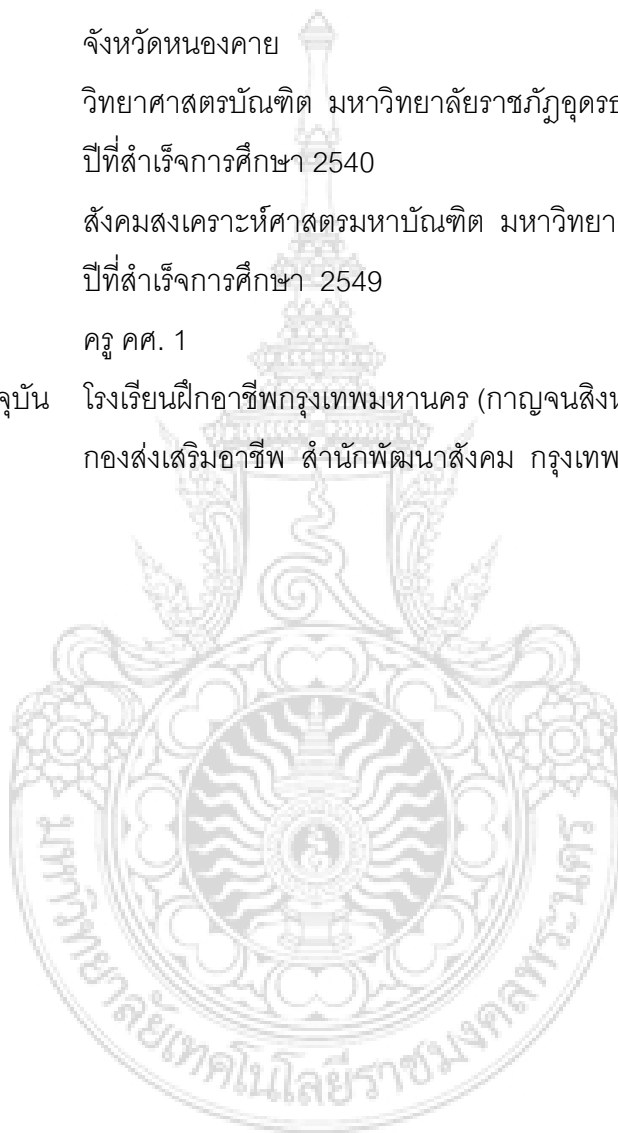 จังหวัดหนองคาย
วิทยาศาสตรบัณฑิต มหาวิทยาลัยราชภัฏอุดรธ
ปีที่สำเร็จการศึกษา 2540
สังคมสงเคราะห์ศาสตรมหาบัณฑิต มหาวิทยา
ปีที่สำเร็จการศึกษา 2549
ครู คศ. 1
จุบัน โรงเรียนฝึกอาชีพกรุงเทพมหานคร (กาญจนสิงห
กองส่งเสริมอาชีพ สำนักพัฒนาสังคม กรุงเทพ
มหาวิทยาลัยเทคโนโลยีราชมงคลพระนคร